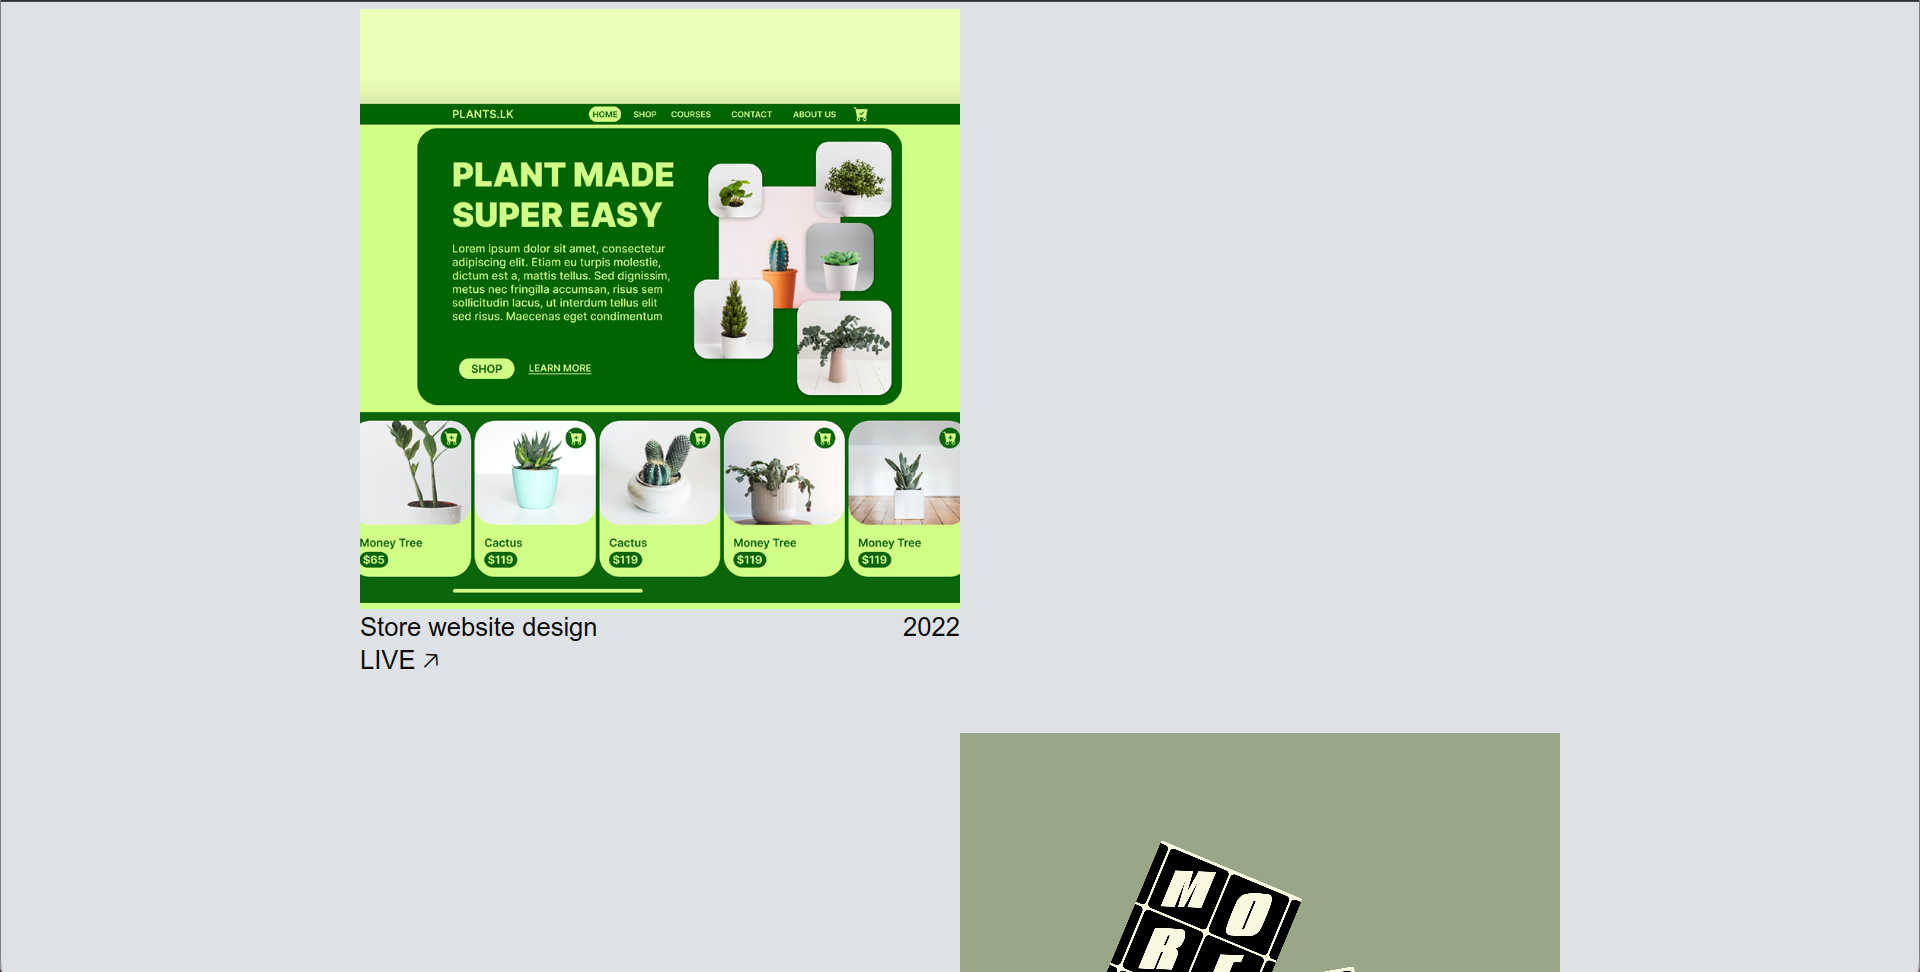 PLANTS.LK
HOME SHOP COURSES CONTACT ABOUT US
PLANT MADE
SUPER EASY
Lorem ipsum dolor sit amet, consectetur
adipiscing elit. Etiam eu turpis molestie,
dictum est a, mattis tellus. Sed dignissim,
metus nec fringilla accumsan, risus sem
sollicitudin lacus, ut interdum tellus elit
sed risus. Maecenas eget condimentum
SHOP LEARN MORE
Money Tree
$65
Cactus
$119
Cactus
$119
Money Tree
$119
Money Tree
$119
Store website design 2022
LIVE ↗
MO
R